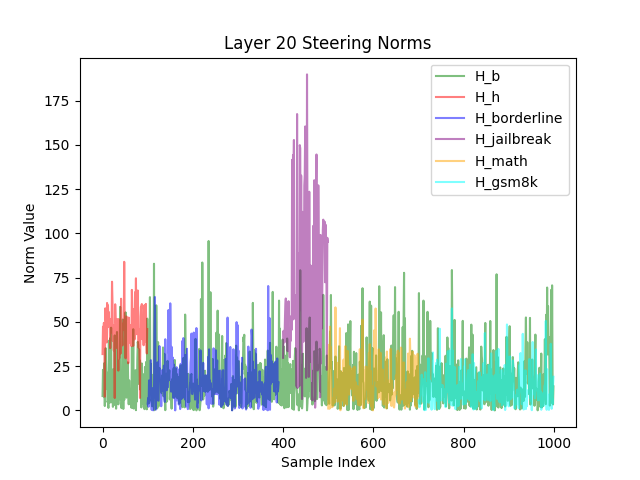 Layer 20 Steering Norms
Norm Value
175
150
125
100
75
50
25
0
H_b
H_h
H_borderline
H_jailbreak
H_math
H_gsm8k
0 200 400 600 800 1000
Sample Index